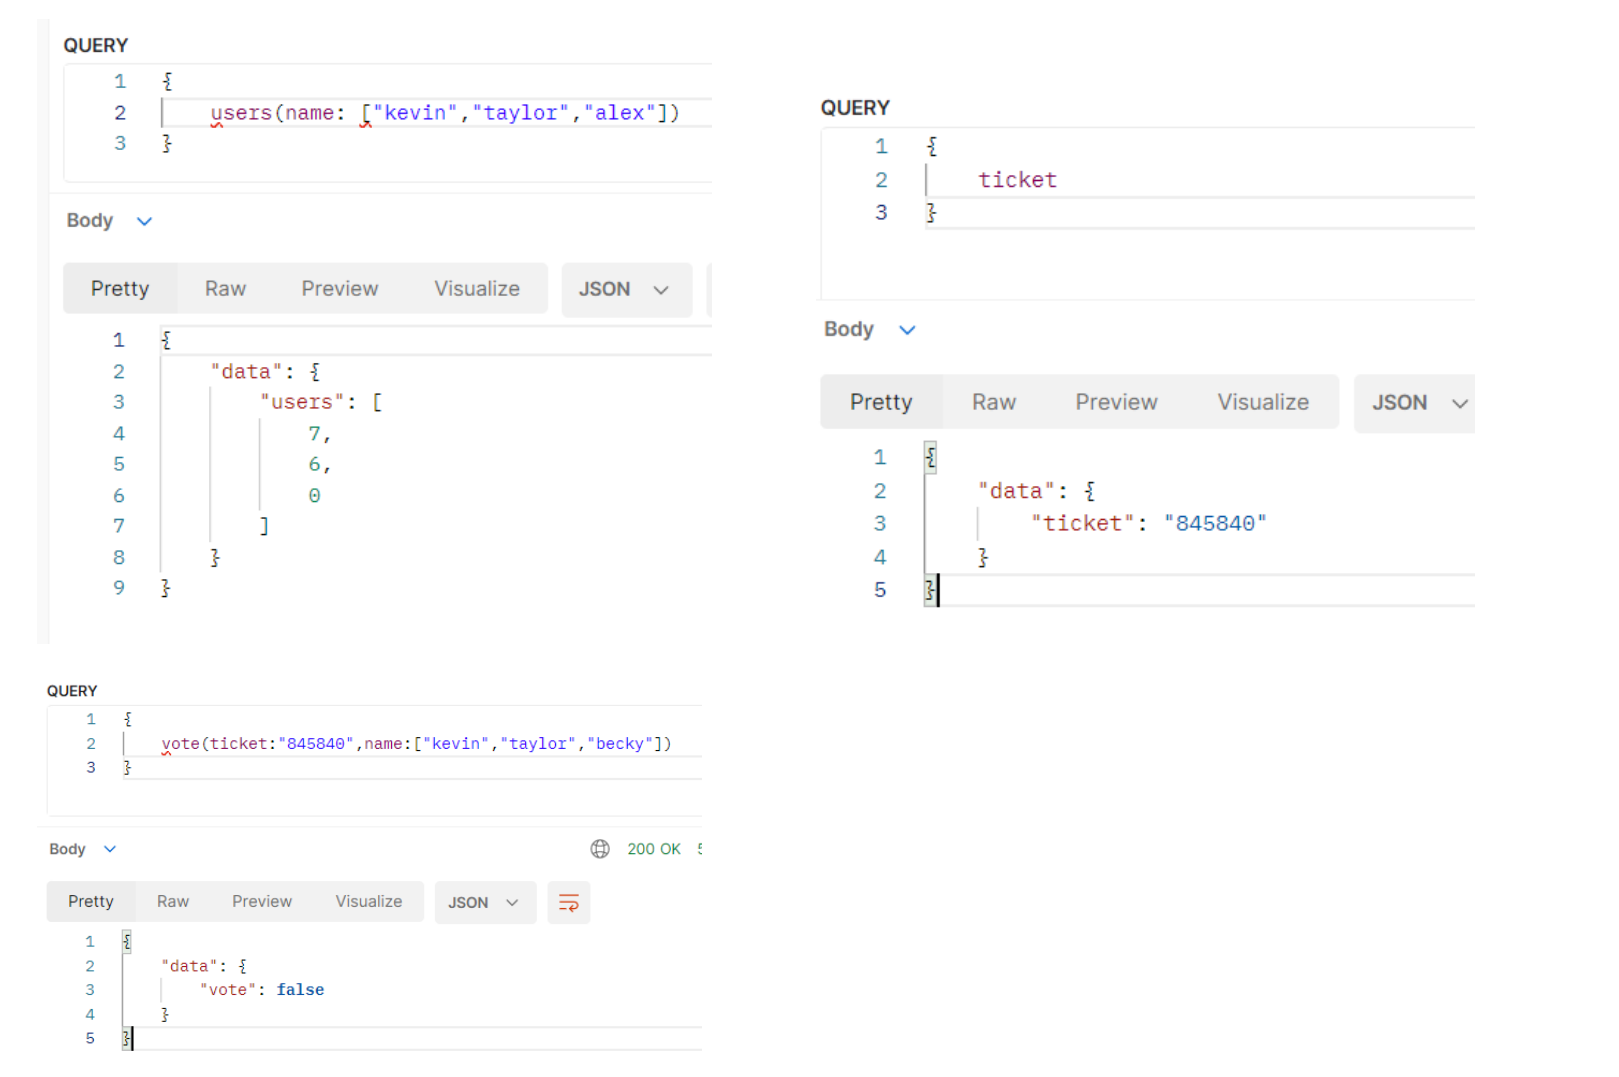 QUERY
1 {
2 users(name: ["kevin","taylor","alex"])
3 }
Body
Pretty Raw Preview Visualize JSON
1 {
2 "data": {
3 "users": [
4 7,
5 6,
6 0
7 ]
8 }
9 }
QUERY
1 {
2 ticket
3 }
Body
Pretty Raw Preview Visualize JSON
1 {
2 "data": {
3 "ticket": "845840"
4 }
5 }
QUERY
1 {
2 vote(ticket:"845840",name:["kevin","taylor","becky"])
3 }
Body 200 OK
Pretty Raw Preview Visualize JSON
1 {
2 "data": {
3 "vote": false
4 }
5 }